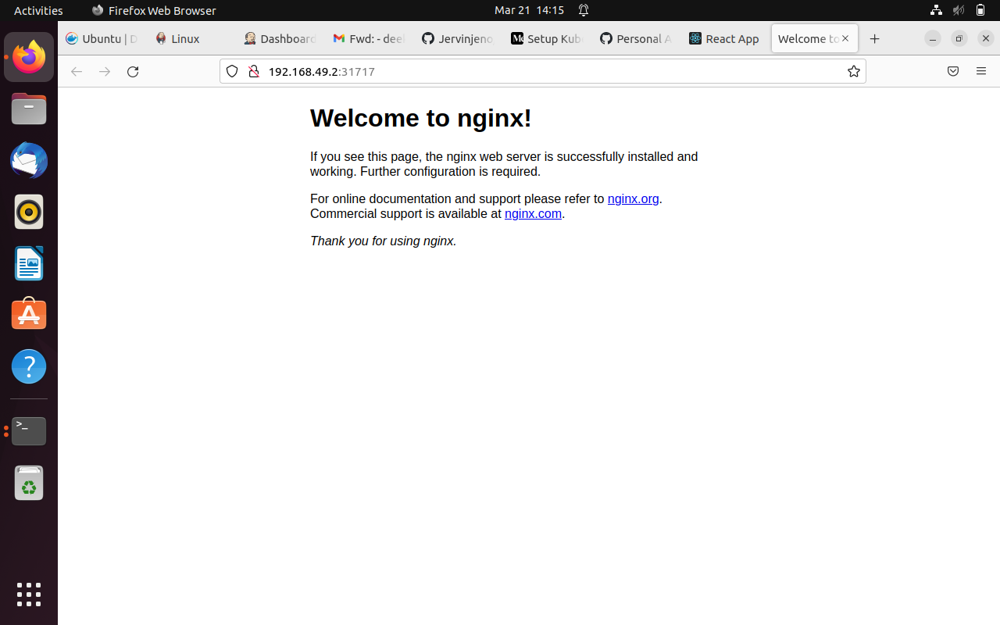 Activities Firefox Web Browser Mar 21 14:15
Ubuntu | D Linux Dashboard Fwd: - deel Jervinjeno Setup Kub Personal A React App Welcome to
192.168.49.2:31717
Welcome to nginx!
If you see this page, the nginx web server is successfully installed and
working. Further configuration is required.
For online documentation and support please refer to nginx.org.
Commercial support is available at nginx.com.
Thank you for using nginx.